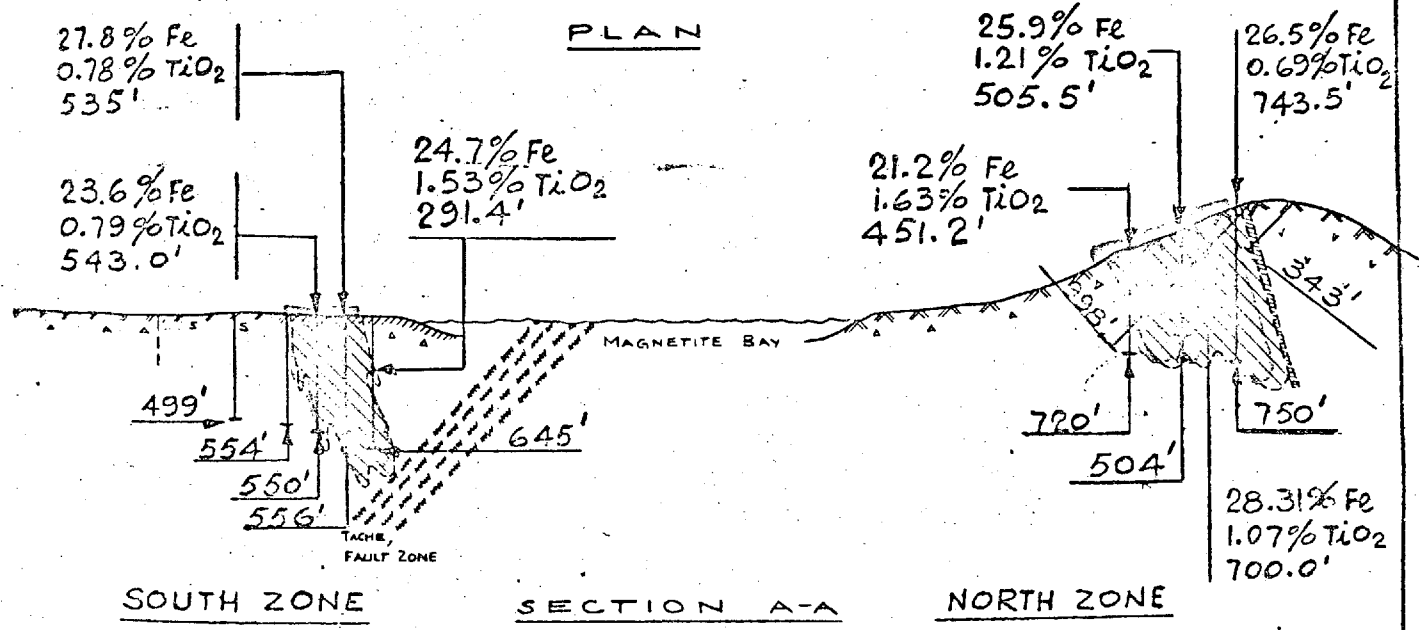 PLAN
27.8% Fe
0.78% TiO2
535'
23.6% Fe
0.79% TiO2
543.0'
24.7% Fe
1.53% TiO2
291.4'
25.9% Fe
1.21% TiO2
505.5'
26.5% Fe
0.69% TiO2
743.5'
21.2% Fe
1.63% TiO2
451.2'
S S
MAGNETITE BAY
343'
499'
554'
550'
556'
645'
TACHE,
FAULT ZONE
720'
504'
750'
28.31% Fe
1.07% TiO2
700.0'
SOUTH ZONE
SECTION A-A
NORTH ZONE